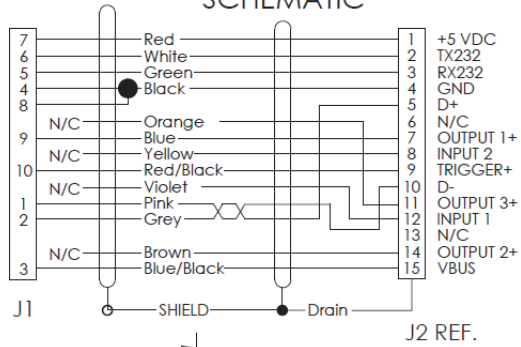 SCHEMATIC
7 Red 1 +5 VDC
6 White 2 TX232
5 Green 3 RX232
4 Black 4 GND
8 5 D+
N/C Orange 6 N/C
9 Blue 7 OUTPUT 1+
N/C Yellow 8 INPUT 2
10 Red/Black 9 TRIGGER+
N/C Violet 10 D-
1 Pink 11 OUTPUT 3+
2 Grey 12 INPUT 1
13 N/C
N/C Brown 14 OUTPUT 2+
3 Blue/Black 15 VBUS
J1 SHIELD Drain
J2 REF.